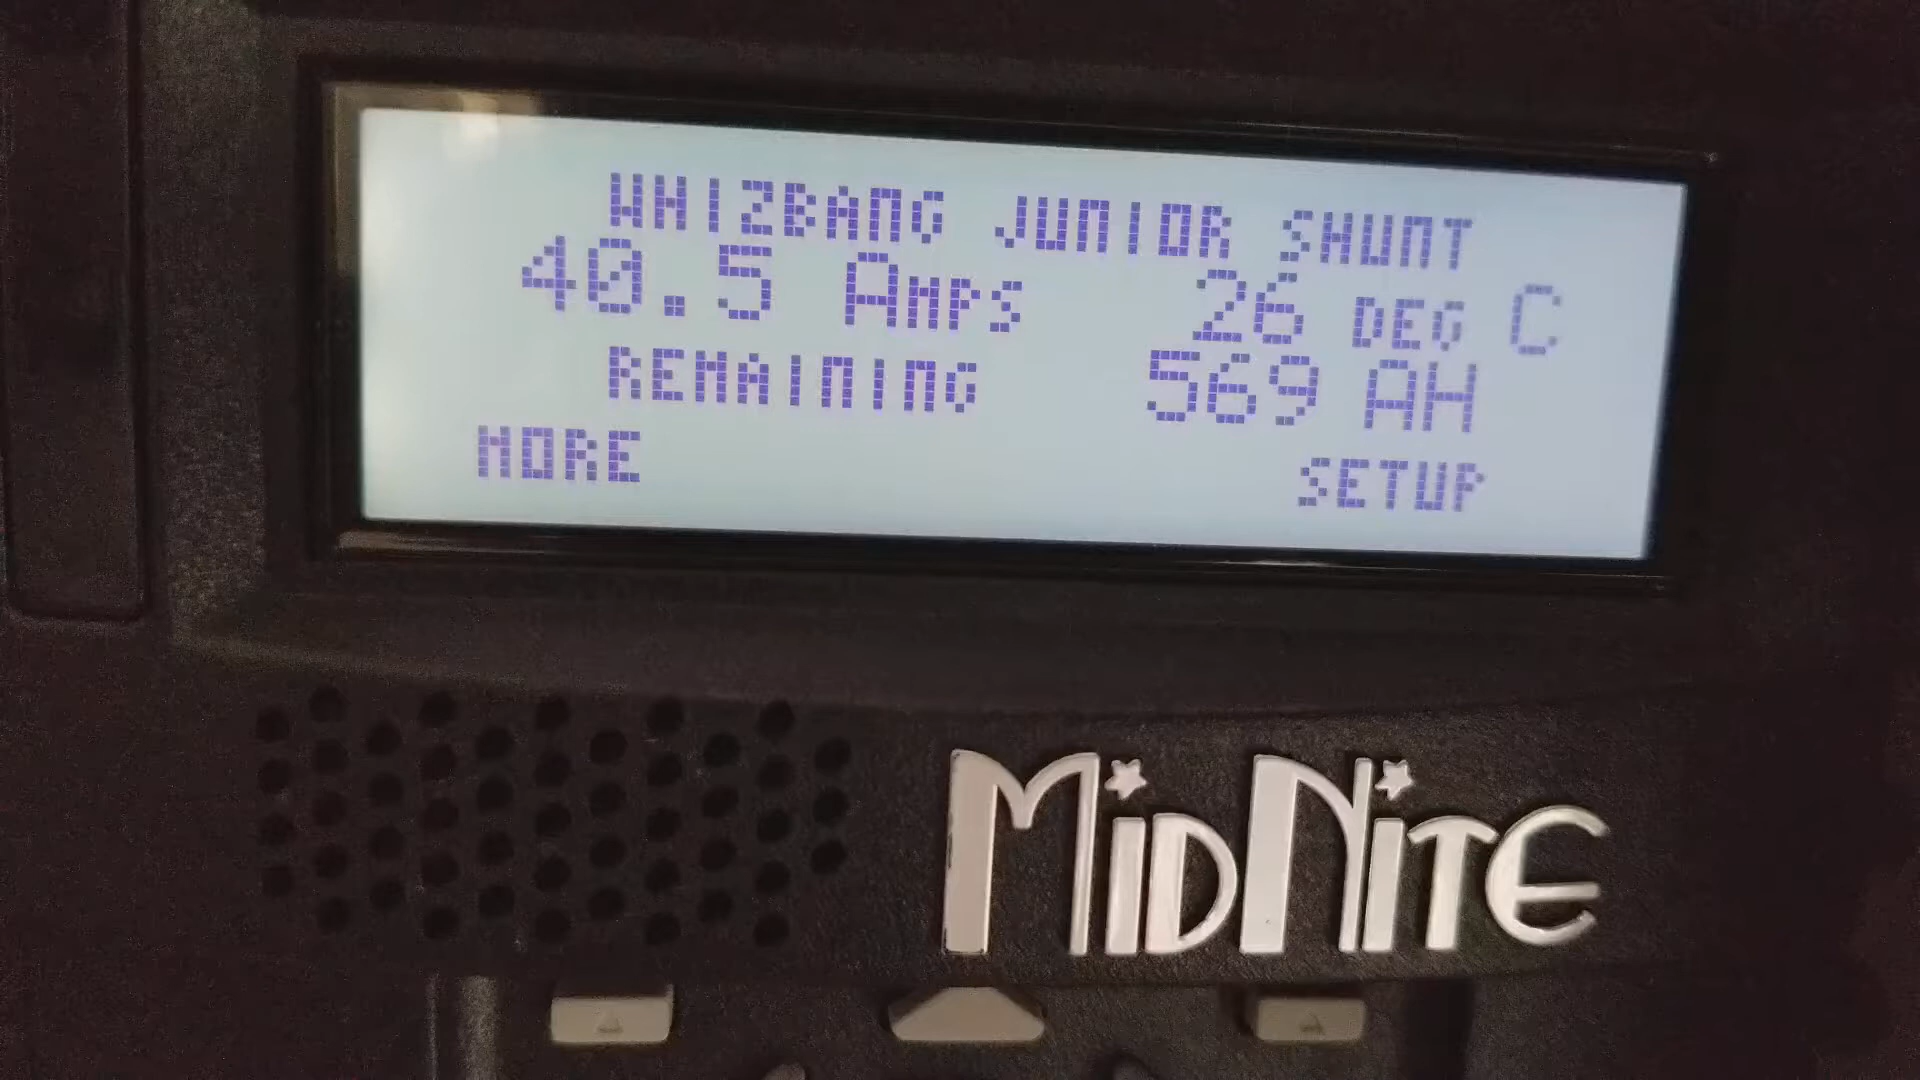 WHIZBANG JUNIOR SHUNT
40.5 AMPS 26 DEG C
REMAINING 569 AH
MORE SETUP
MIDNITE